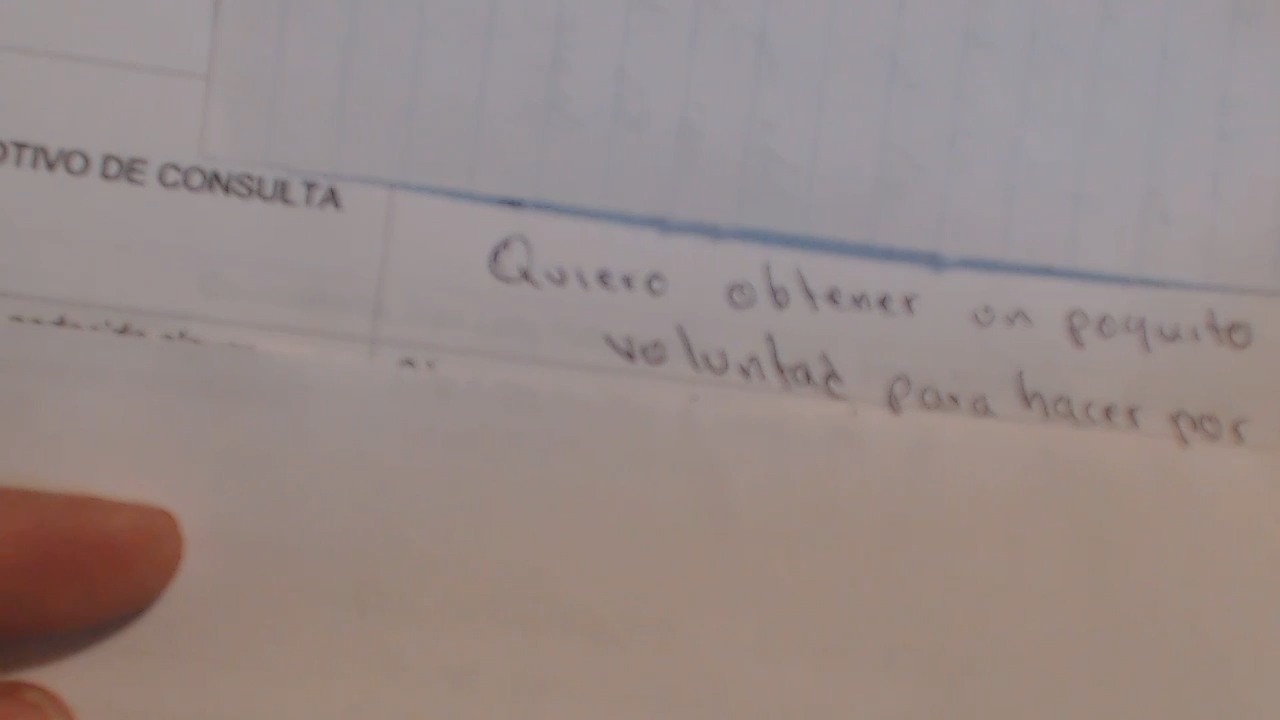 OTIVO DE CONSULTA
Quiero obtener un poquito
voluntad para hacer por